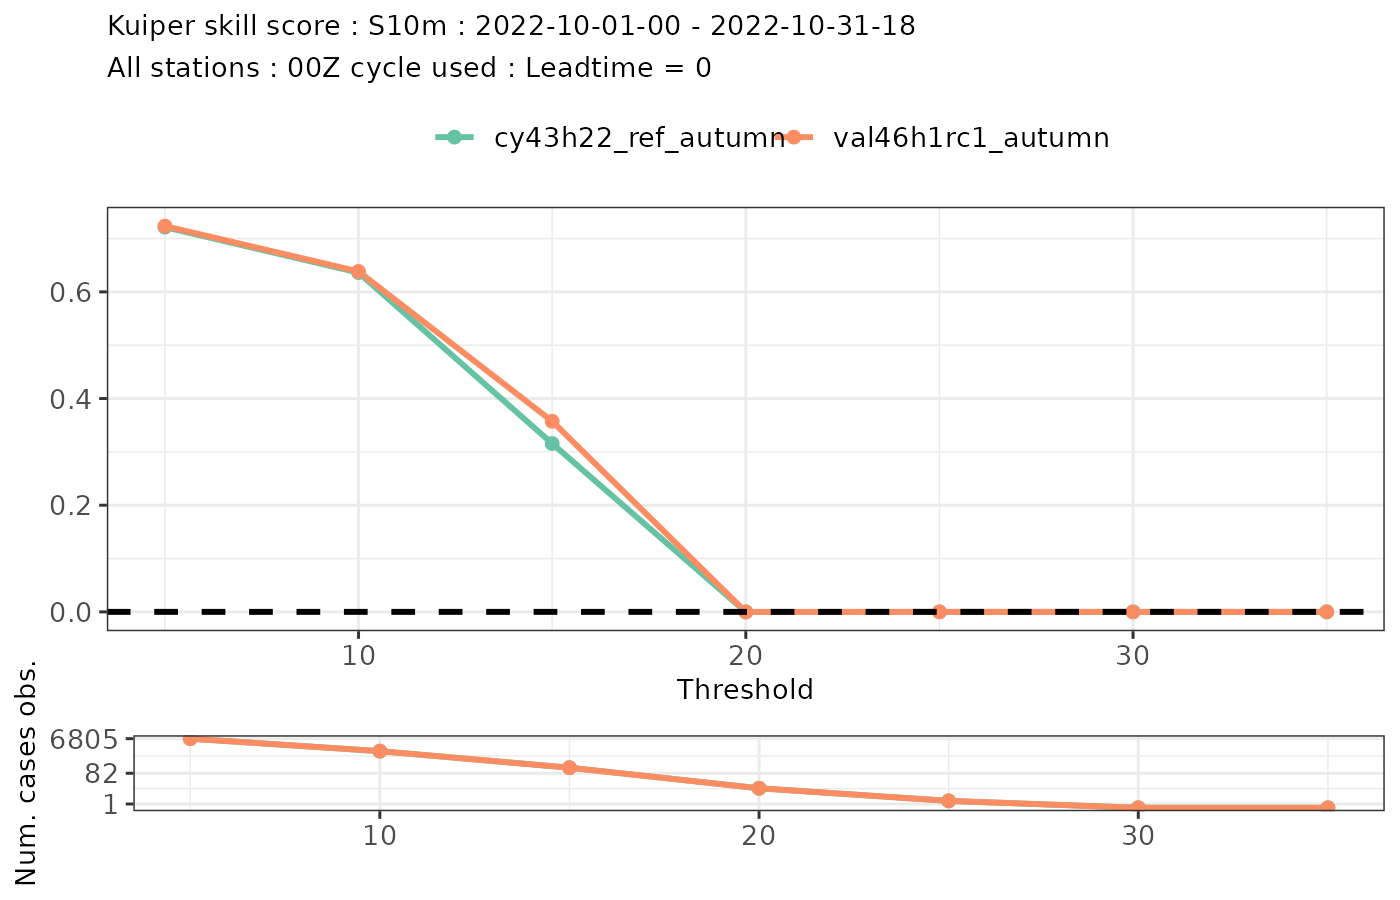 Kuiper skill score : S10m : 2022-10-01-00 - 2022-10-31-18
All stations : 00Z cycle used : Leadtime = 0
cy43h22_ref_autumn val46h1rc1_autumn
0.6
0.4
0.2
0.0
10 20 30
Threshold
Num. cases obs.
6805
82
1
10 20 30